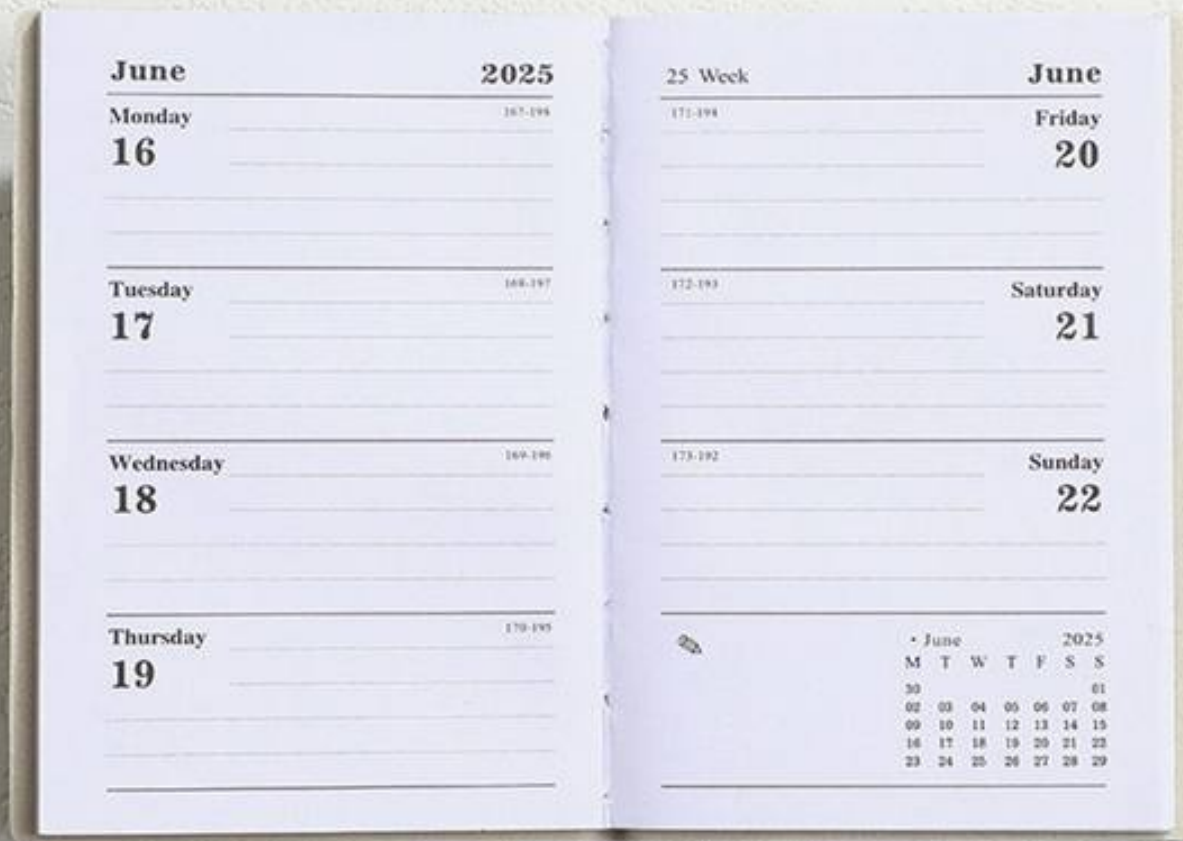 June 2025
Monday 167-198
16
Tuesday 168-197
17
Wednesday 169-196
18
Thursday 170-195
19
25 Week June
171-194 Friday
20
172-193 Saturday
21
173-192 Sunday
22
• June 2025
M T W T F S S
30 01
02 03 04 05 06 07 08
09 10 11 12 13 14 15
16 17 18 19 20 21 22
23 24 25 26 27 28 29